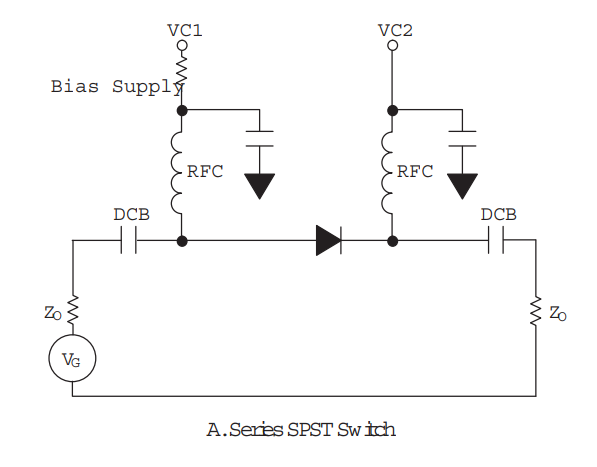 VC1 VC2
Bias Supply
RFC RFC
DCB DCB
ZO ZO
VG
A.Series SPST Switch